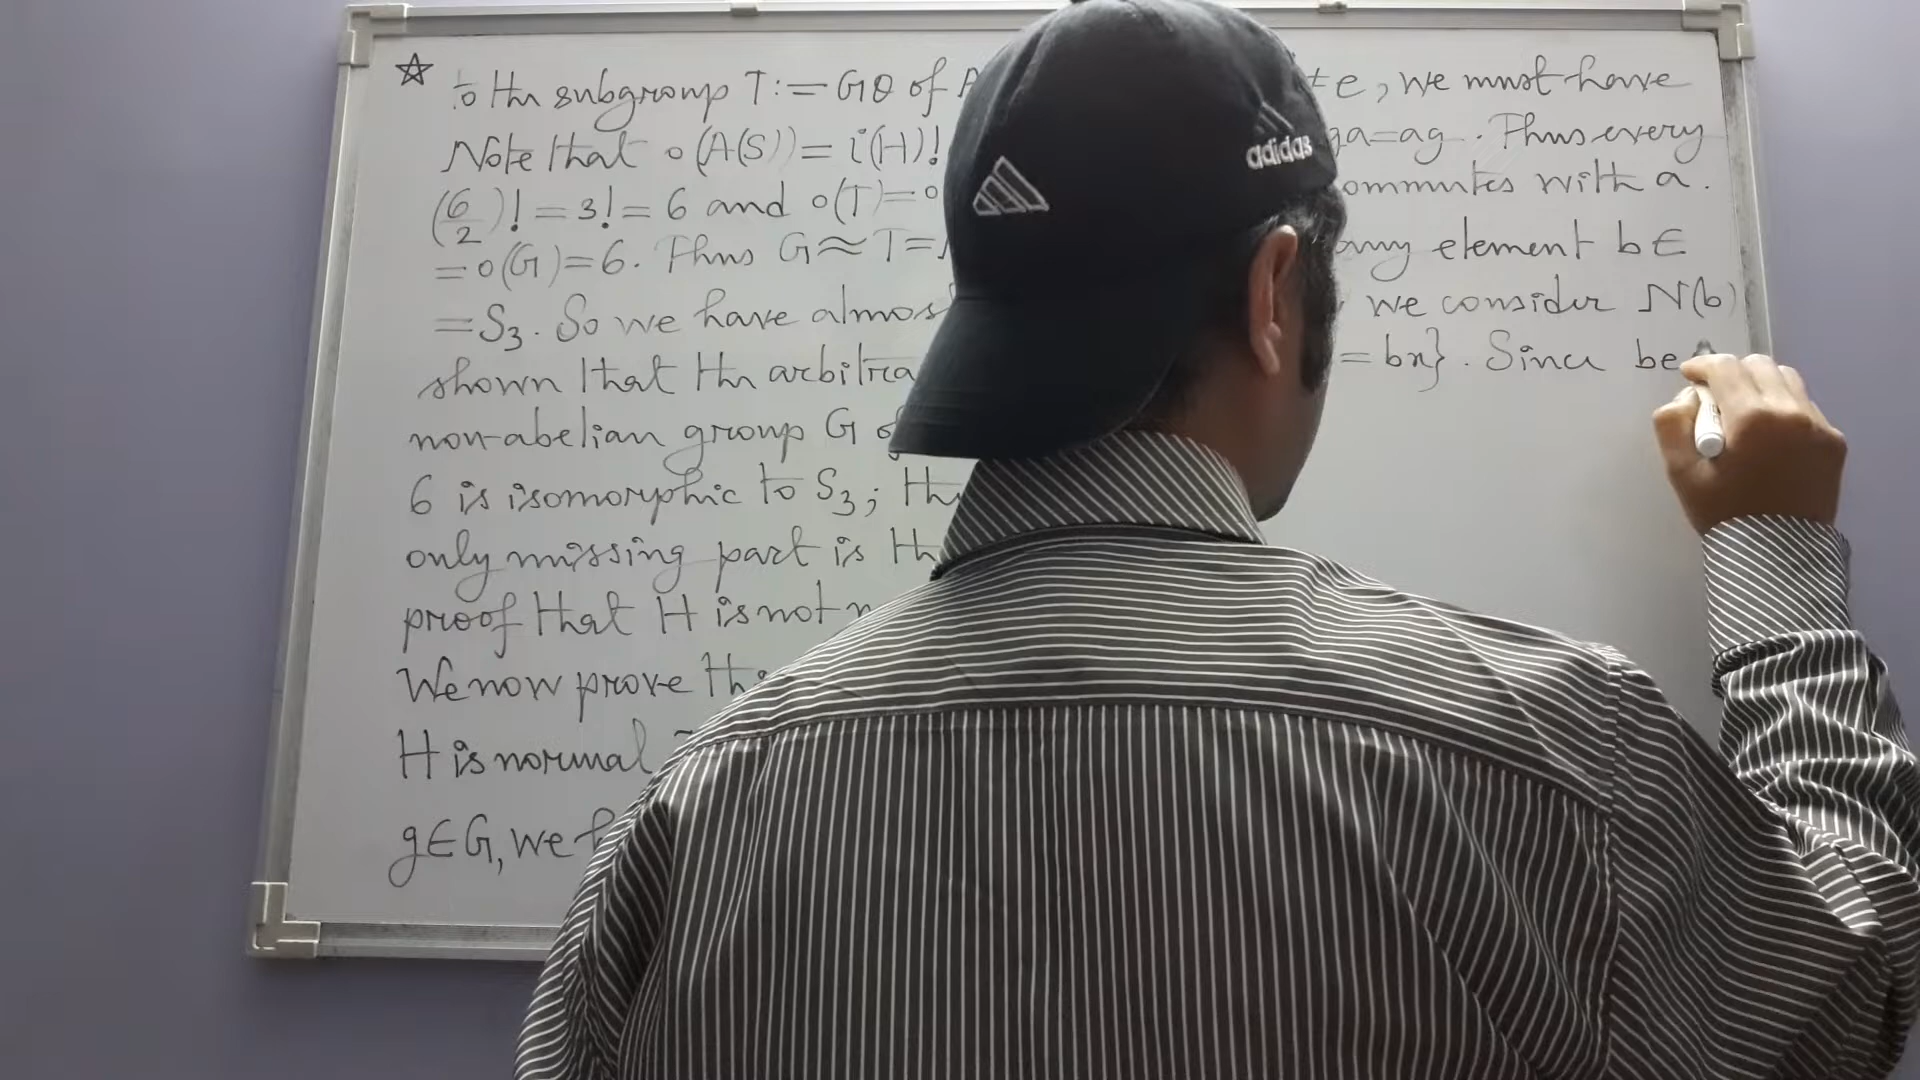 ☆ to the subgroup T:=Gθ of A
Note that o(A(S))=i(H)!
(6/2)!=3!=6 and o(T)=o
=o(G)=6. Thus G≈T=
=S₃. So we have almos
shown that the arbitra
non-abelian group G o
6 is isomorphic to S₃; th
only missing part is th
proof that H is not n
We now prove tha
H is normal
g∈G, we h
≠e, we must have
ga=ag. Thus every
commutes with a.
any element b∈
we consider N(b)
=bx}. Since be
adidas